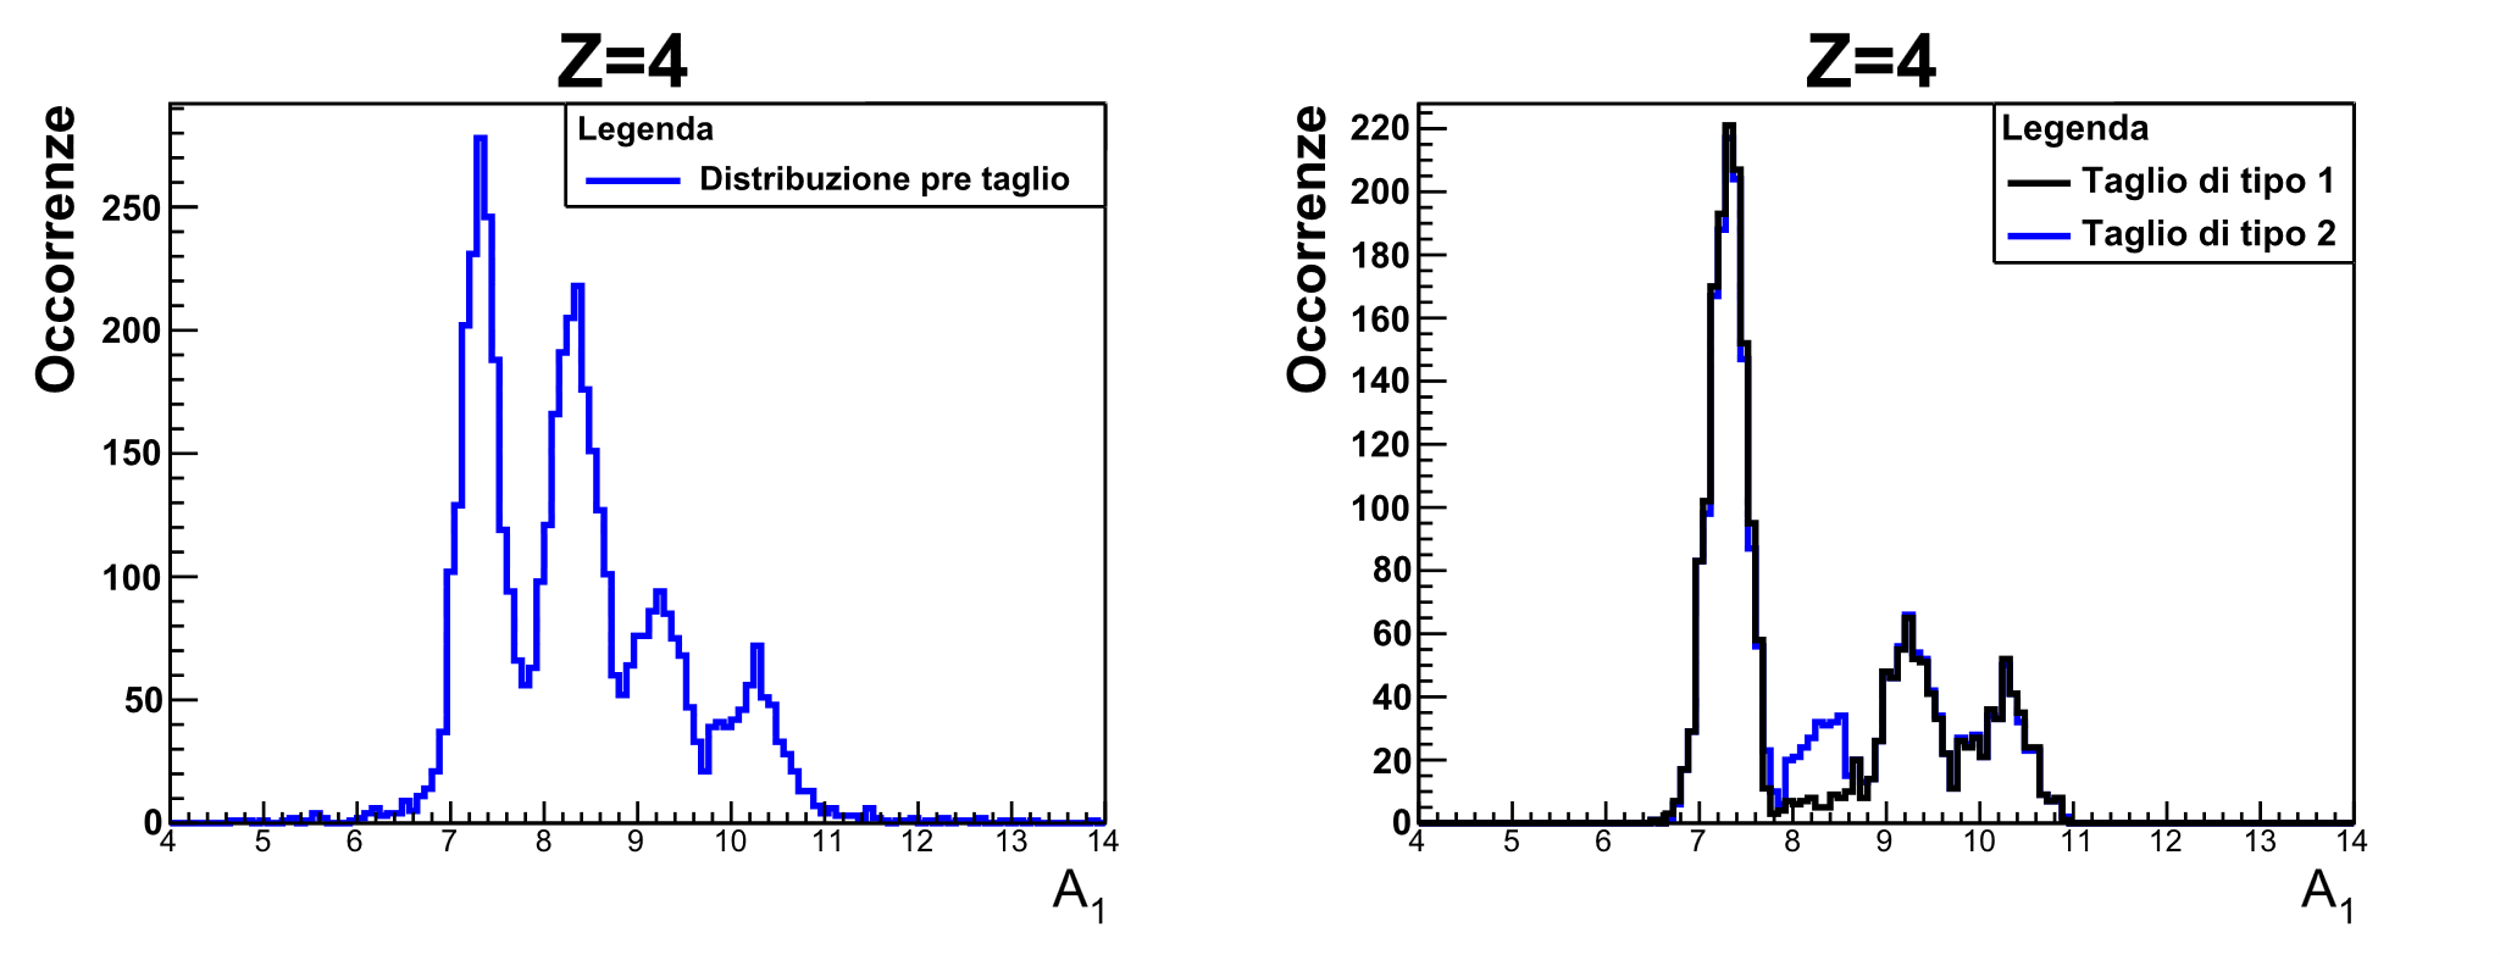 Z=4
Occorrenze
Legenda
Distribuzione pre taglio
250
200
150
100
50
0
4 5 6 7 8 9 10 11 12 13 14
A1
Z=4
Occorrenze
Legenda
Taglio di tipo 1
Taglio di tipo 2
220
200
180
160
140
120
100
80
60
40
20
0
4 5 6 7 8 9 10 11 12 13 14
A1